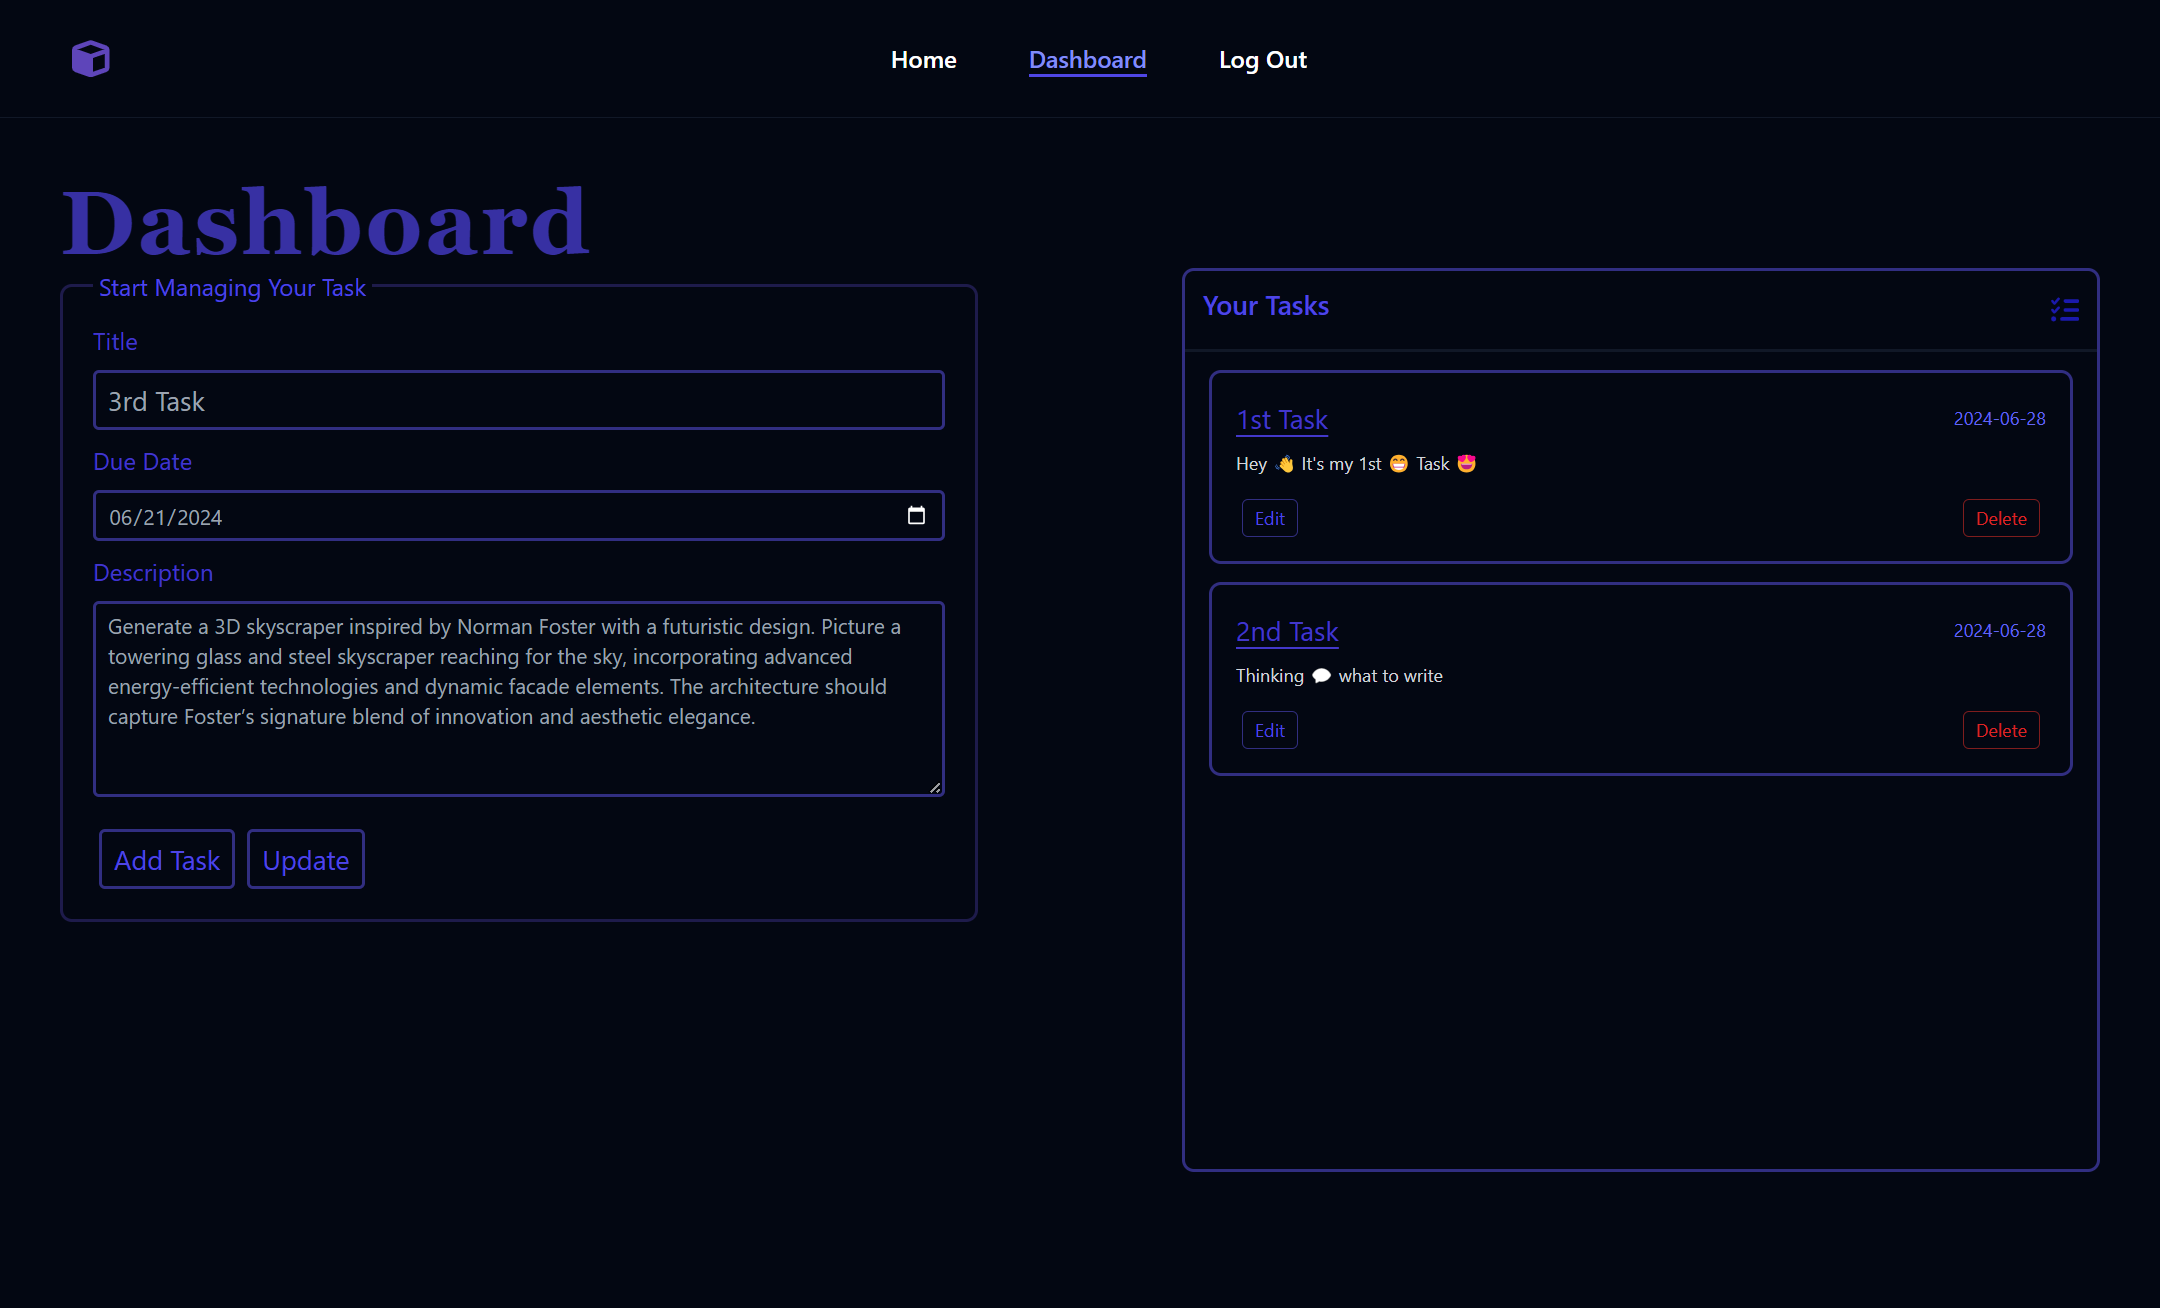 Home Dashboard Log Out
Dashboard
Start Managing Your Task
Title
3rd Task
Due Date
06/21/2024
Description
Generate a 3D skyscraper inspired by Norman Foster with a futuristic design. Picture a
towering glass and steel skyscraper reaching for the sky, incorporating advanced
energy-efficient technologies and dynamic facade elements. The architecture should
capture Foster’s signature blend of innovation and aesthetic elegance.
Add Task Update
Your Tasks
1st Task 2024-06-28
Hey 👋 It's my 1st 😁 Task 😍
Edit Delete
2nd Task 2024-06-28
Thinking 💬 what to write
Edit Delete